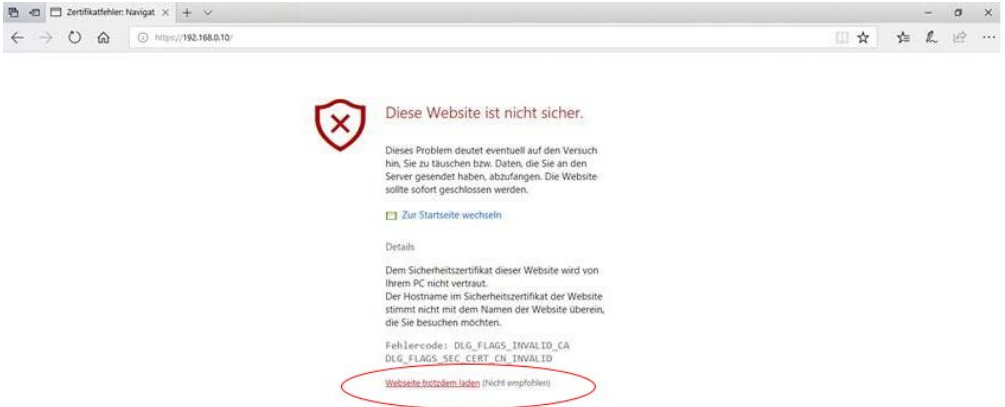 Zertifikatfehler: Navigat
https://192.168.0.10/
Diese Website ist nicht sicher.
Dieses Problem deutet eventuell auf den Versuch
hin, Sie zu täuschen bzw. Daten, die Sie an den
Server gesendet haben, abzufangen. Die Website
sollte sofort geschlossen werden.
Zur Startseite wechseln
Details
Dem Sicherheitszertifikat dieser Website wird von
Ihrem PC nicht vertraut.
Der Hostname im Sicherheitszertifikat der Website
stimmt nicht mit dem Namen der Website überein,
die Sie besuchen möchten.
Fehlercode: DLG_FLAGS_INVALID_CA
DLG_FLAGS_SEC_CERT_CN_INVALID
Webseite trotzdem laden (Nicht empfohlen)